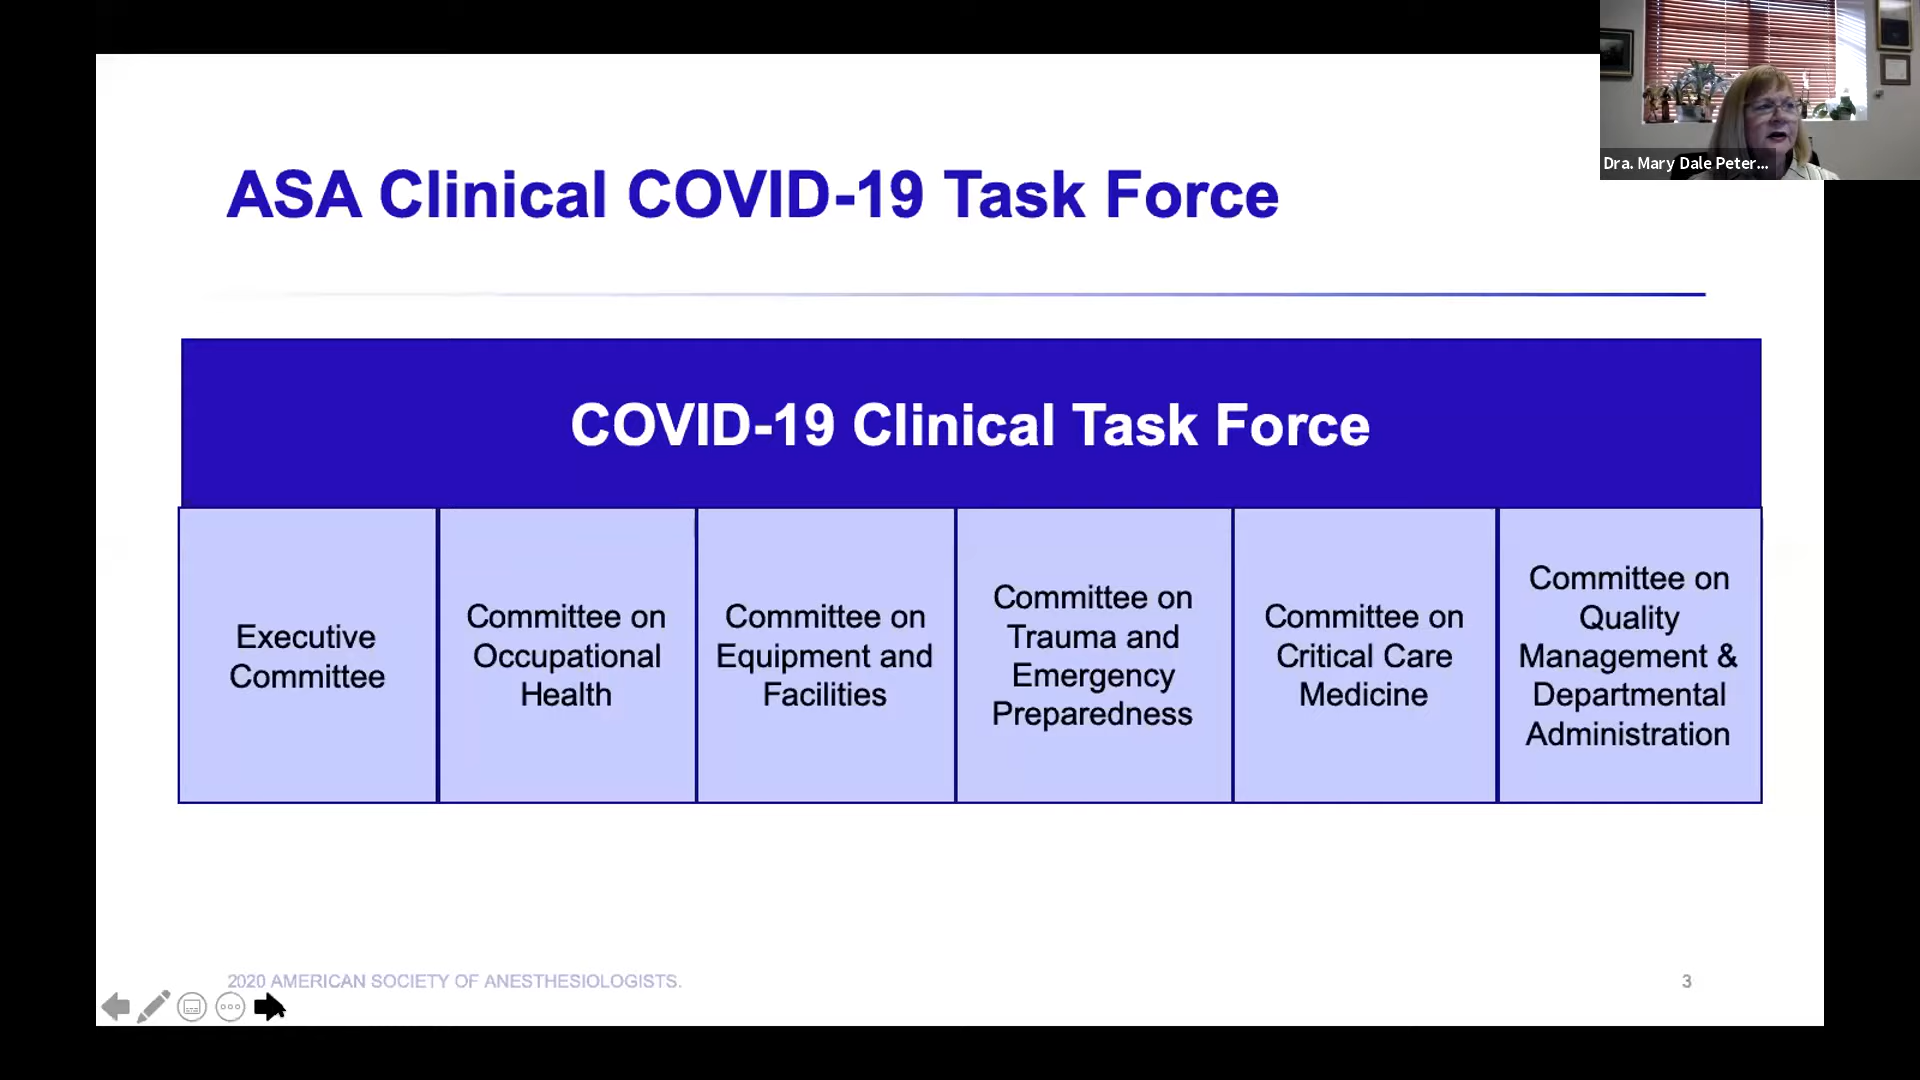 Dra. Mary Dale Peter...
ASA Clinical COVID-19 Task Force
COVID-19 Clinical Task Force
Executive
Committee
Committee on
Occupational
Health
Committee on
Equipment and
Facilities
Committee on
Trauma and
Emergency
Preparedness
Committee on
Critical Care
Medicine
Committee on
Quality
Management &
Departmental
Administration
2020 AMERICAN SOCIETY OF ANESTHESIOLOGISTS.
3